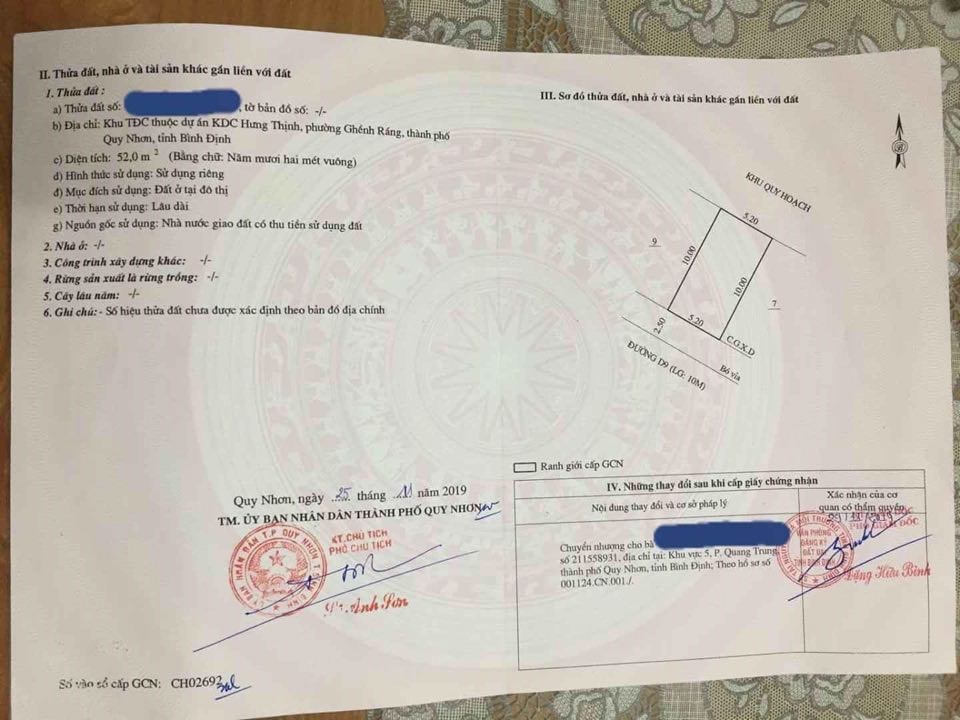 II. Thửa đất, nhà ở và tài sản khác gắn liền với đất
1. Thửa đất :
a) Thửa đất số: , tờ bản đồ số: -/-
b) Địa chỉ: Khu TĐC thuộc dự án KDC Hưng Thịnh, phường Ghềnh Ráng, thành phố
Quy Nhơn, tỉnh Bình Định
c) Diện tích: 52,0 m 2 (Bằng chữ: Năm mươi hai mét vuông)
d) Hình thức sử dụng: Sử dụng riêng
đ) Mục đích sử dụng: Đất ở tại đô thị
e) Thời hạn sử dụng: Lâu dài
g) Nguồn gốc sử dụng: Nhà nước giao đất có thu tiền sử dụng đất
2. Nhà ở: -/-
3. Công trình xây dựng khác: -/-
4. Rừng sản xuất là rừng trồng: -/-
5. Cây lâu năm: -/-
6. Ghi chú: - Số hiệu thửa đất chưa được xác định theo bản đồ địa chính
Quy Nhơn, ngày 25 tháng 11 năm 2019
TM. ỦY BAN NHÂN DÂN THÀNH PHỐ QUY NHƠN
KT.CHỦ TỊCH
PHÓ CHỦ TỊCH
Anh Sơn
Số vào sổ cấp GCN: CH02692
III. Sơ đồ thửa đất, nhà ở và tài sản khác gắn liền với đất
B
KHU QUY HOẠCH
5.20
9
10.00
10.00
7
2.50
5.20
C.G.X.D
Bó vỉa
ĐƯỜNG D9 (LG: 10M)
Ranh giới cấp GCN
IV. Những thay đổi sau khi cấp giấy chứng nhận
Nội dung thay đổi và cơ sở pháp lý
Xác nhận của cơ
quan có thẩm quyền
Chuyển nhượng cho bà
số 211558931, địa chỉ tại: Khu vực 5, P. Quang Trung,
thành phố Quy Nhơn, tỉnh Bình Định; Theo hồ sơ số
001124.CN.001./.
PHÓ GIÁM ĐỐC
VĂN PHÒNG
ĐĂNG KÝ
ĐẤT ĐAI
TỈNH BÌNH ĐỊNH
Đặng Hữu Bình